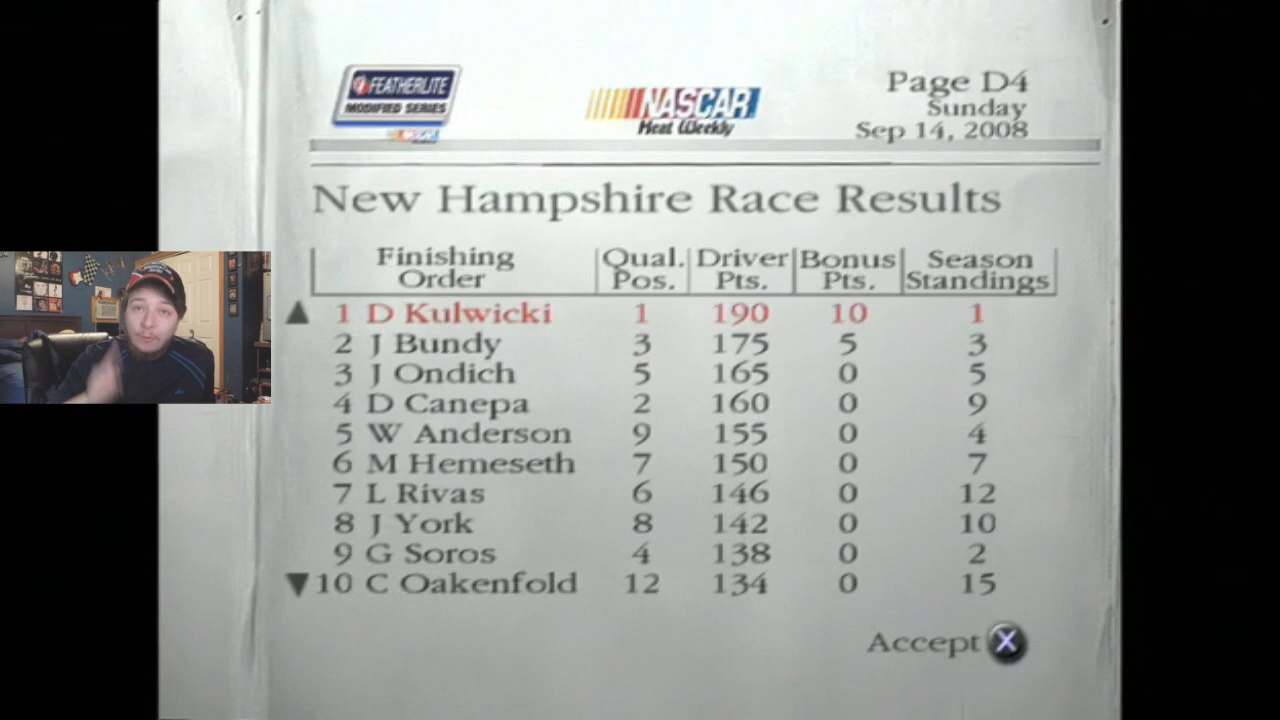 FEATHERLITE
MODIFIED SERIES
NASCAR
NASCAR
Heat Weekly
Page D4
Sunday
Sep 14, 2008
New Hampshire Race Results
Finishing Order Qual. Pos. Driver Pts. Bonus Pts. Season Standings
1 D Kulwicki 1 190 10 1
2 J Bundy 3 175 5 3
3 J Ondich 5 165 0 5
4 D Canepa 2 160 0 9
5 W Anderson 9 155 0 4
6 M Hemeseth 7 150 0 7
7 L Rivas 6 146 0 12
8 J York 8 142 0 10
9 G Soros 4 138 0 2
10 C Oakenfold 12 134 0 15
Accept X